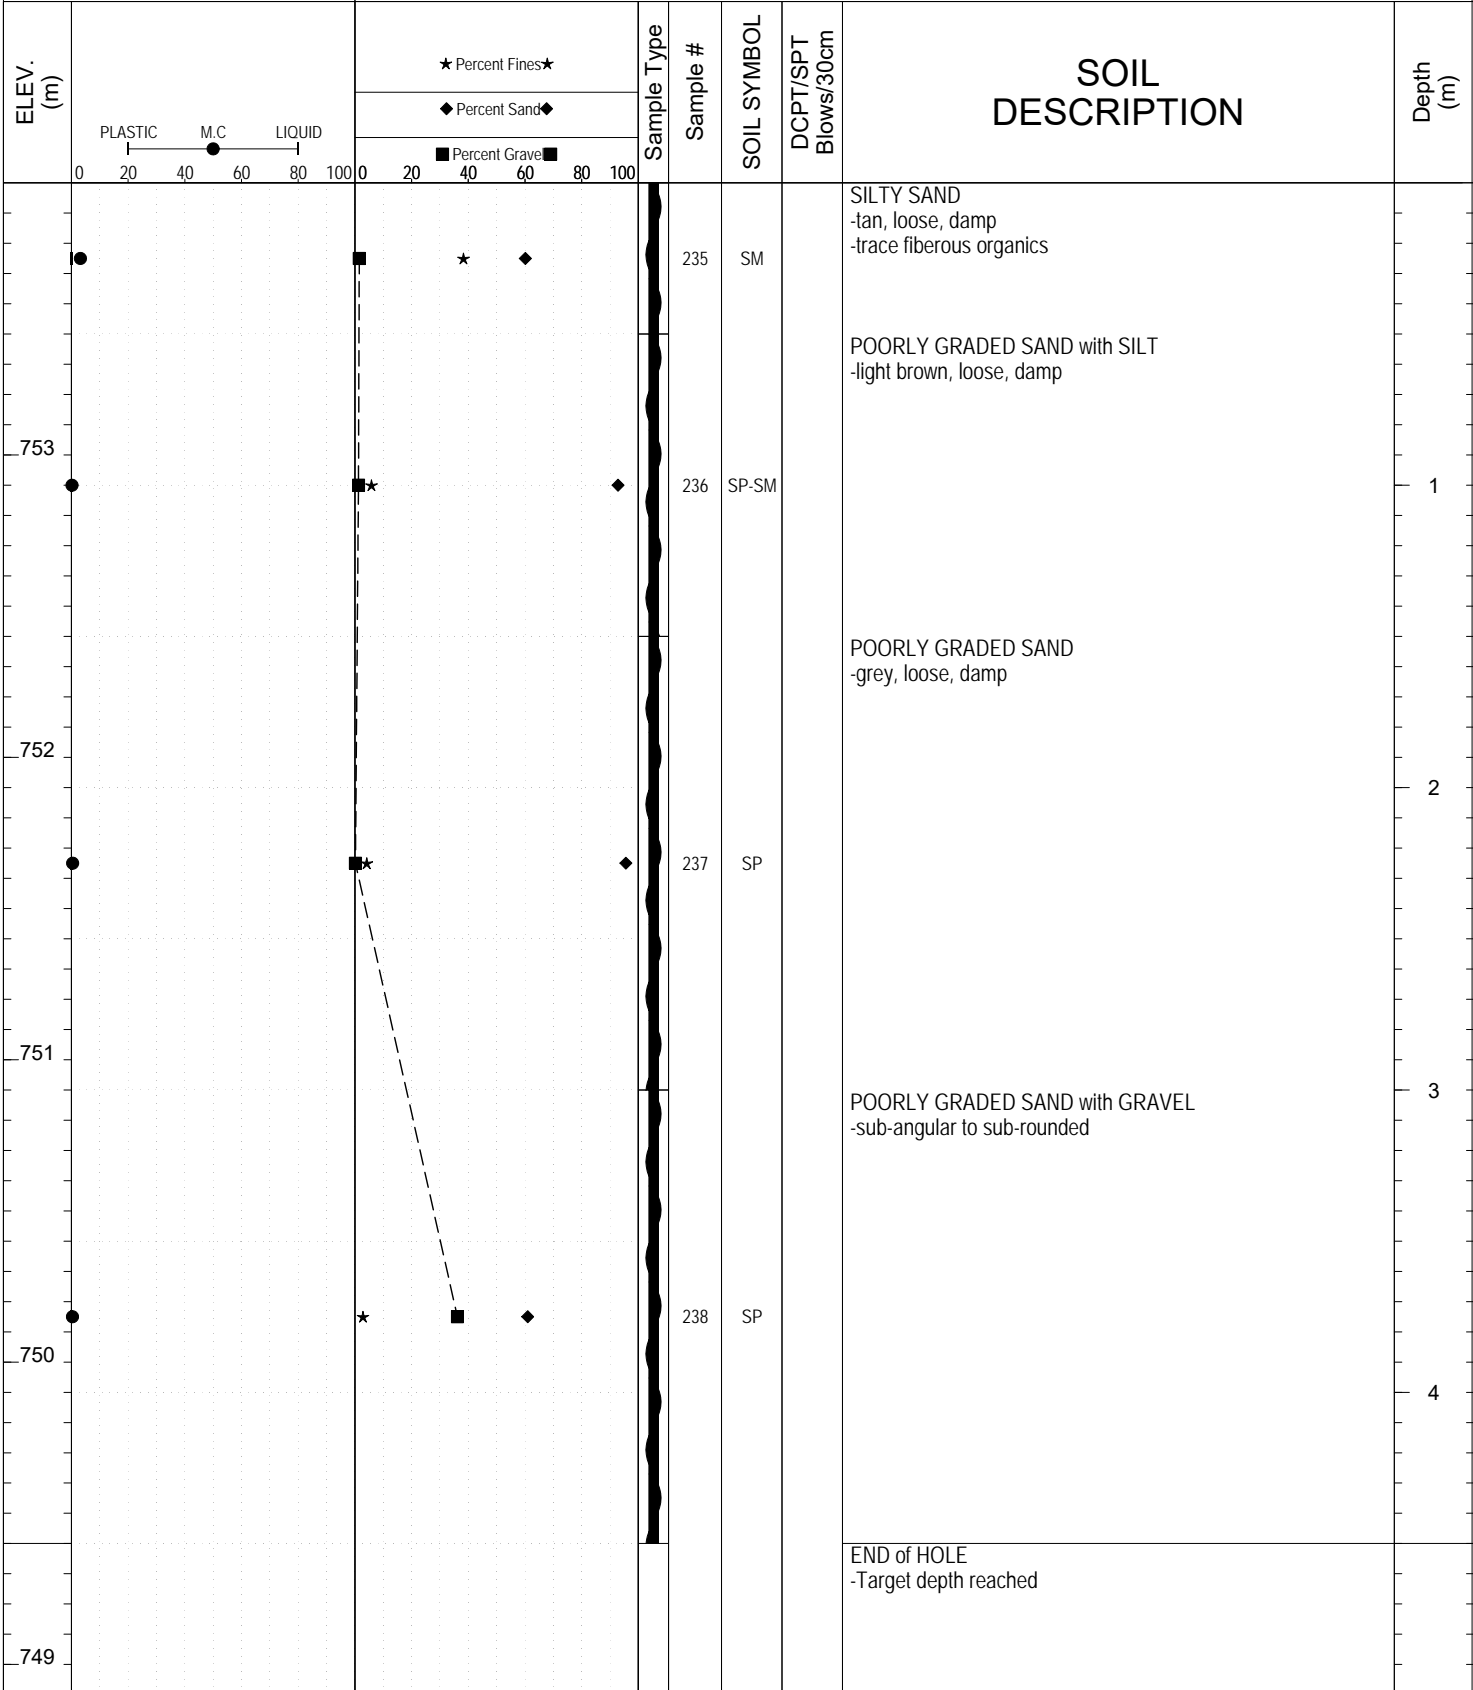 ELEV.
(m)
PLASTIC M.C LIQUID
0 20 40 60 80 100
★ Percent Fines ★
◆ Percent Sand ◆
■ Percent Gravel ■
0 20 40 60 80 100
Sample Type
Sample #
SOIL SYMBOL
DCPT/SPT
Blows/30cm
SOIL
DESCRIPTION
Depth
(m)
SILTY SAND
-tan, loose, damp
-trace fiberous organics
235 SM
POORLY GRADED SAND with SILT
-light brown, loose, damp
753
236 SP-SM
1
POORLY GRADED SAND
-grey, loose, damp
752
2
237 SP
751
3
POORLY GRADED SAND with GRAVEL
-sub-angular to sub-rounded
238 SP
750
4
END of HOLE
-Target depth reached
749